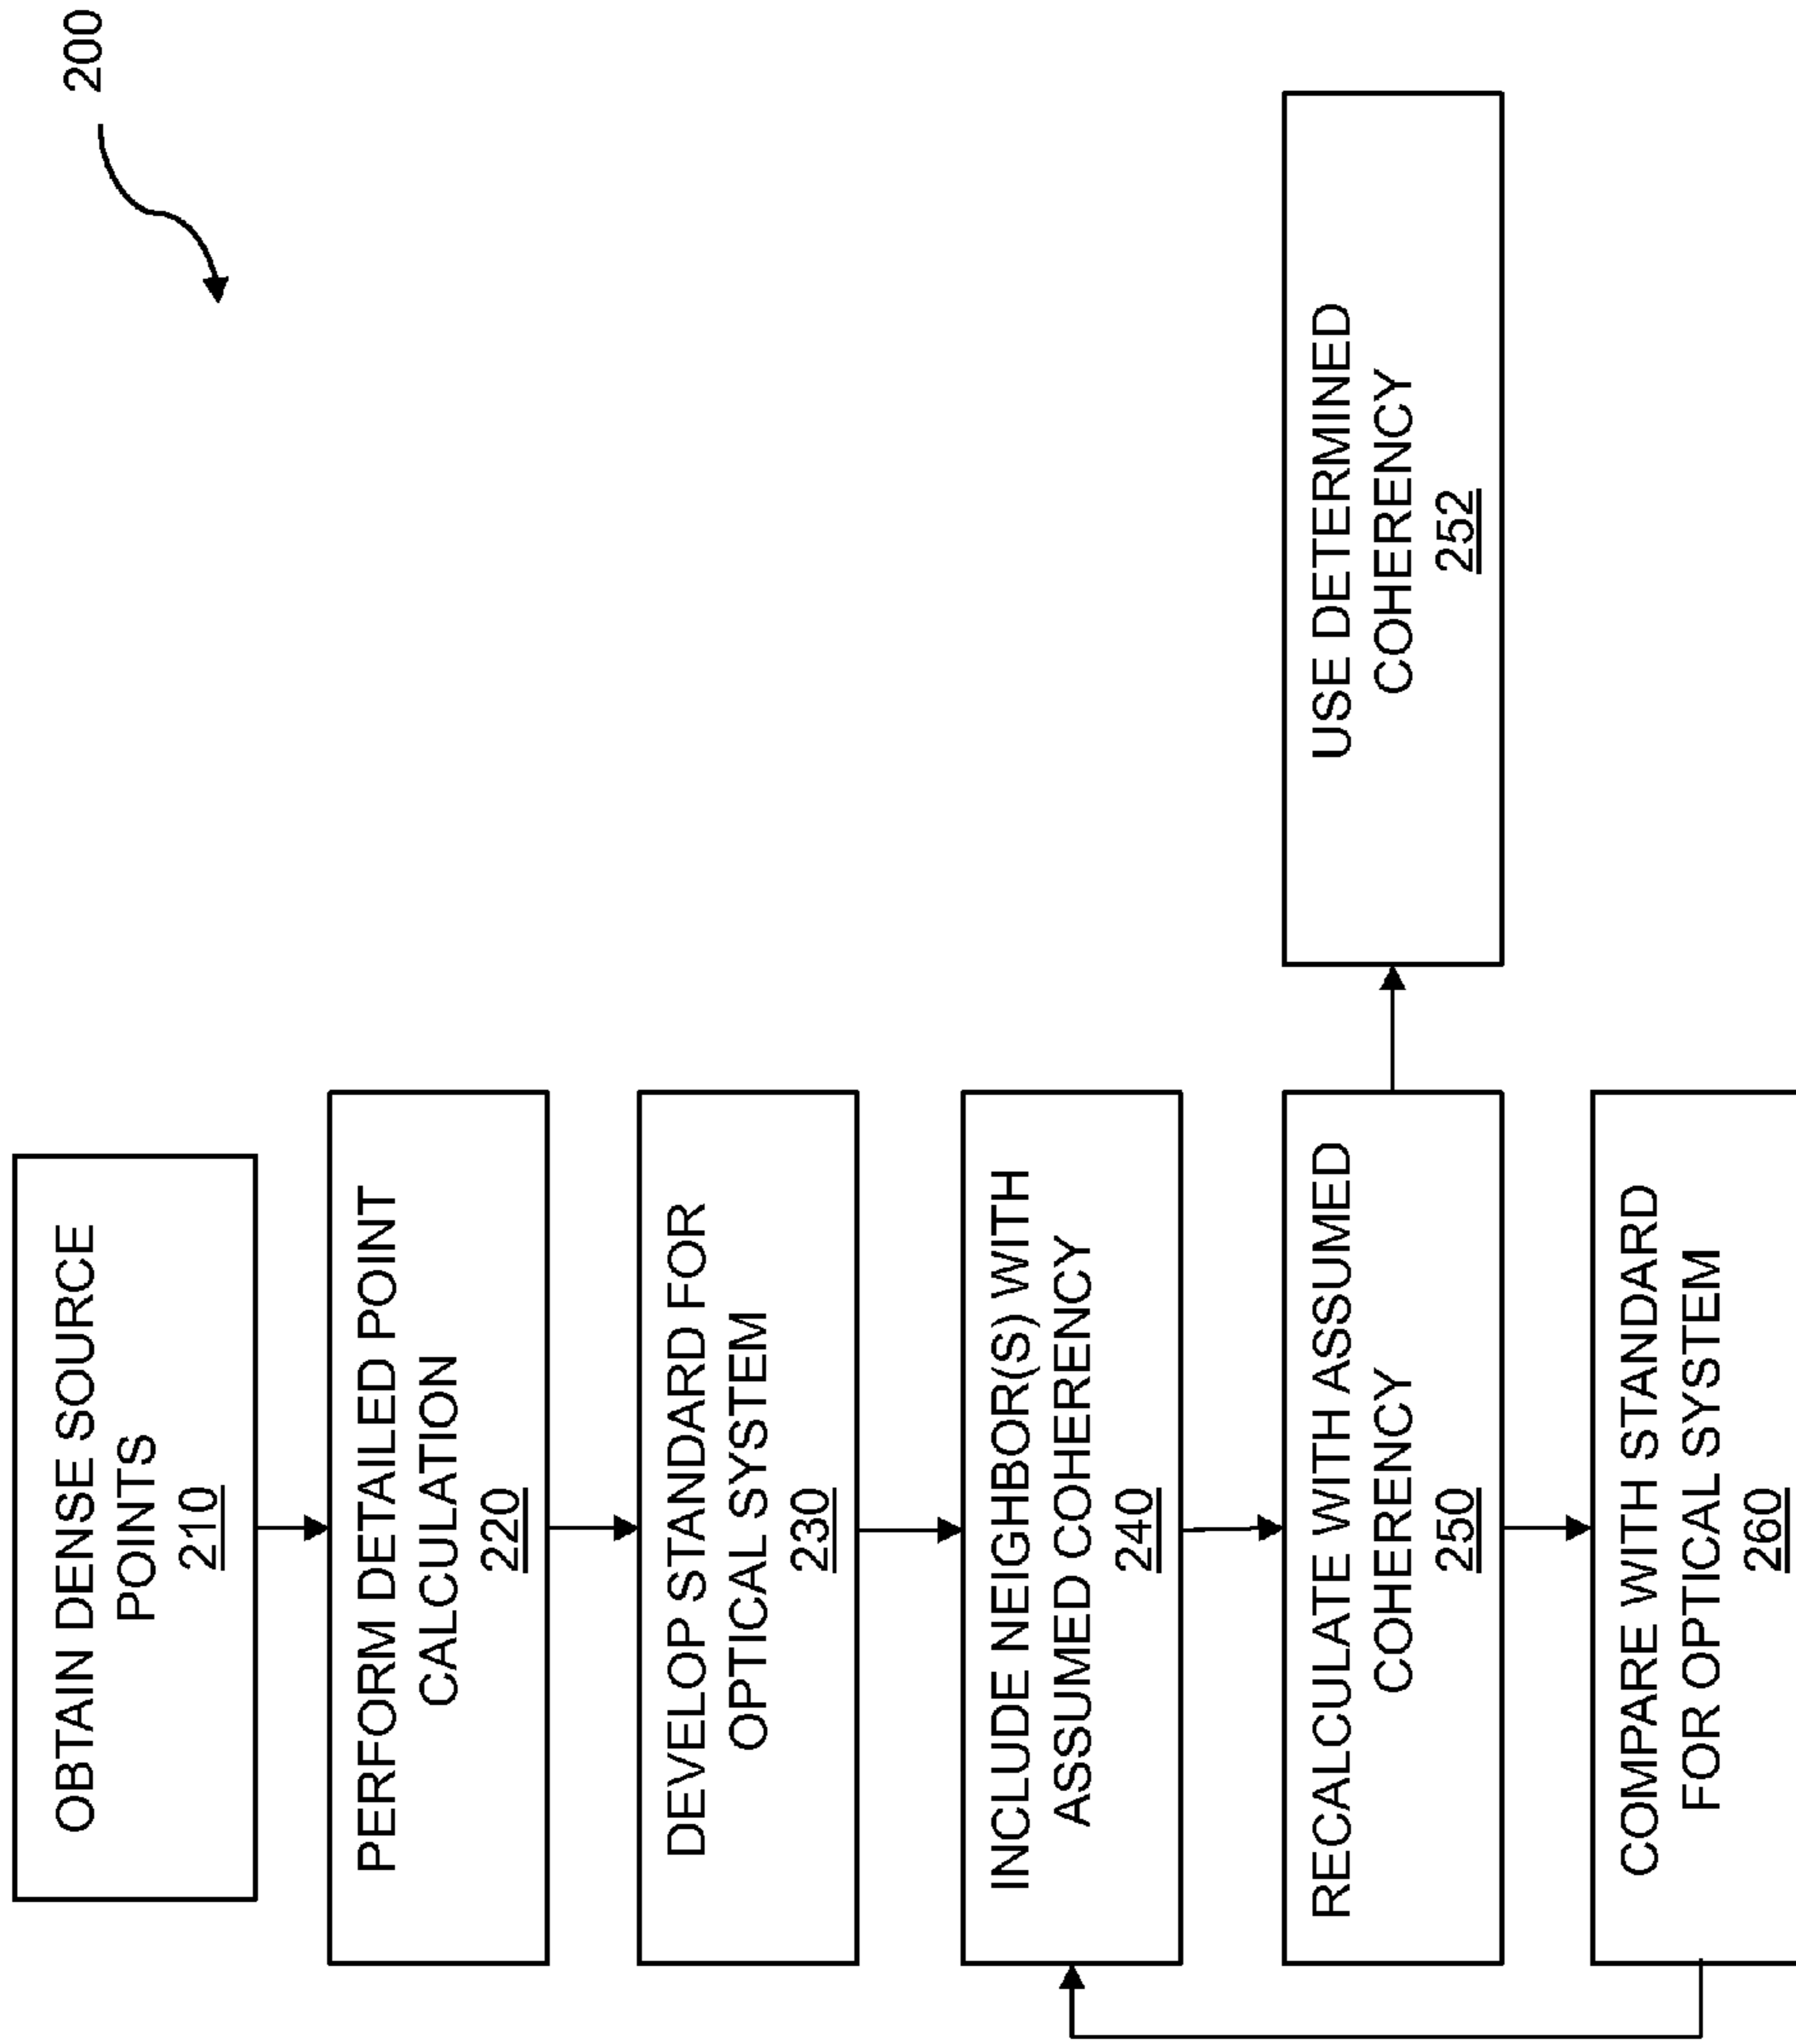 200
OBTAIN DENSE SOURCE
POINTS
210
PERFORM DETAILED POINT
CALCULATION
220
DEVELOP STANDARD FOR
OPTICAL SYSTEM
230
INCLUDE NEIGHBOR(S) WITH
ASSUMED COHERENCY
240
RECALCULATE WITH ASSUMED
COHERENCY
250
USE DETERMINED
COHERENCY
252
COMPARE WITH STANDARD
FOR OPTICAL SYSTEM
260